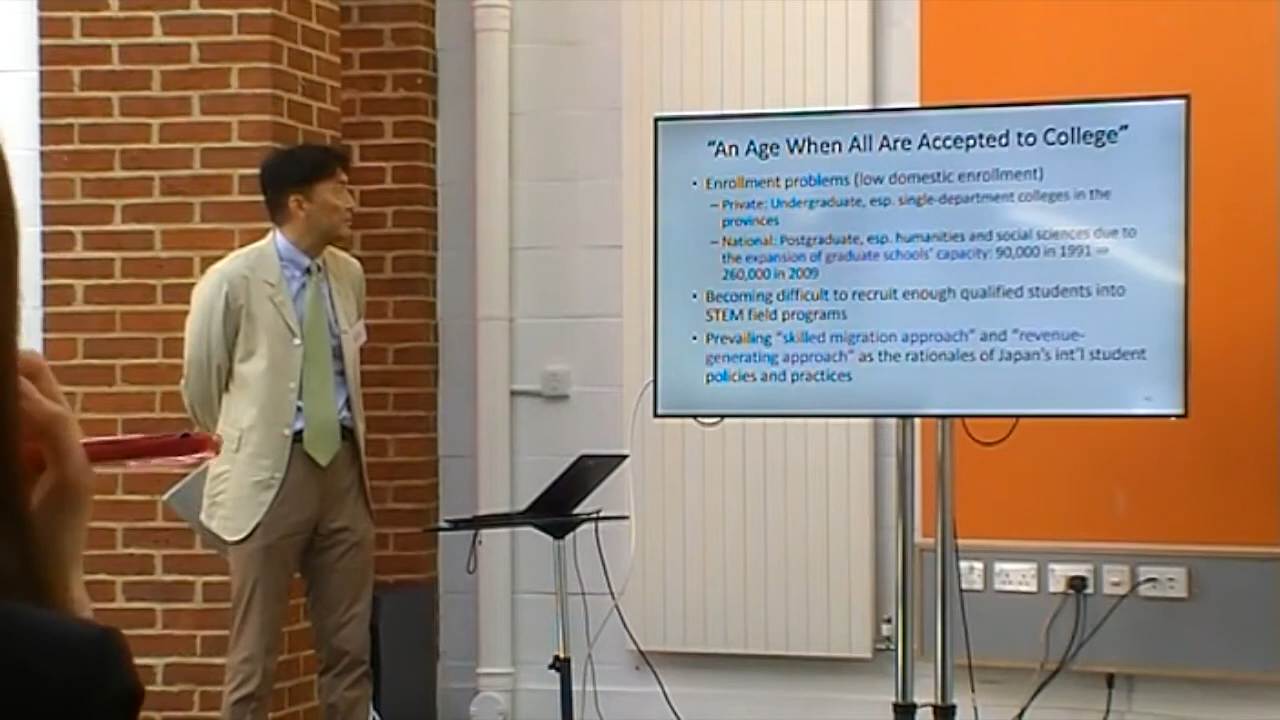 "An Age When All Are Accepted to College"
• Enrollment problems (low domestic enrollment)
– Private: Undergraduate, esp. single-department colleges in the
provinces
– National: Postgraduate, esp. humanities and social sciences due to
the expansion of graduate schools' capacity: 90,000 in 1991 →
260,000 in 2009
• Becoming difficult to recruit enough qualified students into
STEM field programs
• Prevailing "skilled migration approach" and "revenue-
generating approach" as the rationales of Japan's int'l student
policies and practices